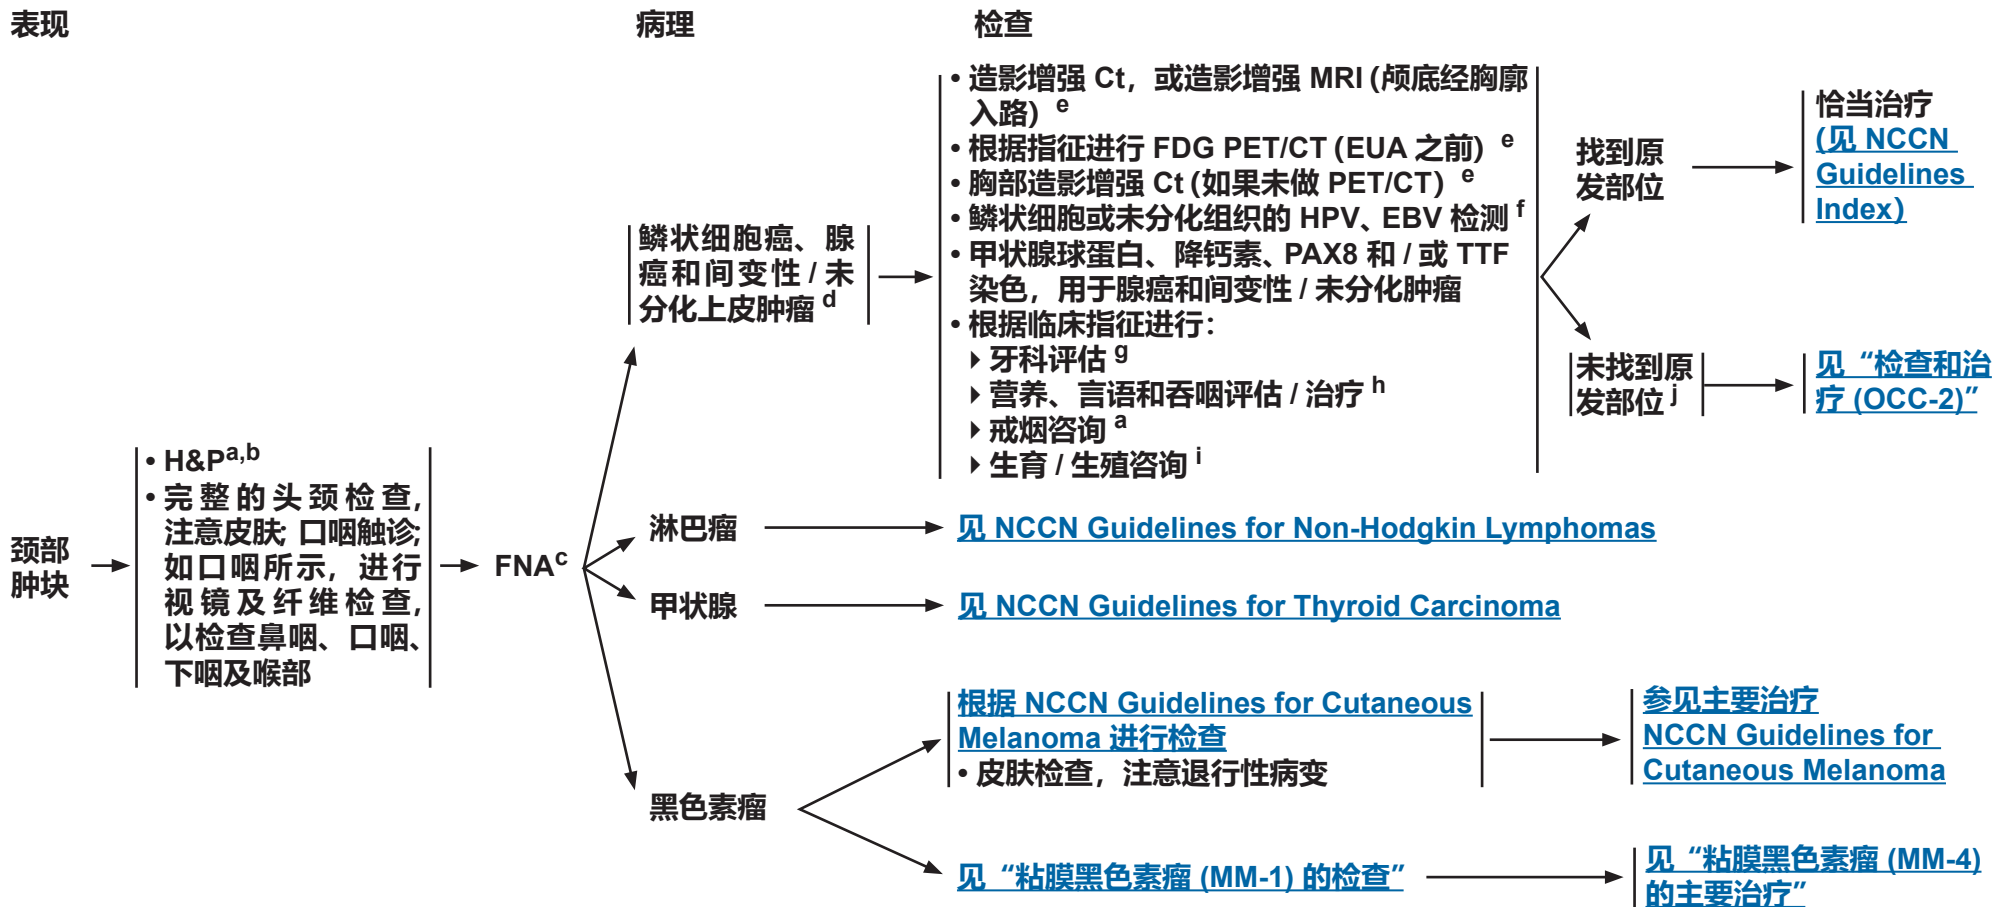 表现
病理
检查
颈部
肿块
• H&Pa,b
• 完整的头颈检查,
注意皮肤; 口咽触诊;
如口咽所示，进行
视镜及纤维检查,
以检查鼻咽、口咽、
下咽及喉部
FNAc
鳞状细胞癌、腺
癌和间变性 / 未
分化上皮肿瘤 d
• 造影增强 Ct，或造影增强 MRI (颅底经胸廓
入路） e
• 根据指征进行 FDG PET/CT (EUA 之前） e
• 胸部造影增强 Ct (如果未做 PET/CT） e
• 鳞状细胞或未分化组织的 HPV、EBV 检测 f
• 甲状腺球蛋白、降钙素、PAX8 和 / 或 TTF
染色，用于腺癌和间变性 / 未分化肿瘤
• 根据临床指征进行：
牙科评估 g
营养、言语和吞咽评估 / 治疗 h
戒烟咨询 a
生育 / 生殖咨询 i
找到原
发部位
恰当治疗
(见 NCCN
Guidelines
Index）
未找到原
发部位 j
见“检查和治
疗 (OCC-2)”
淋巴瘤
见 NCCN Guidelines for Non-Hodgkin Lymphomas
甲状腺
见 NCCN Guidelines for Thyroid Carcinoma
黑色素瘤
根据 NCCN Guidelines for Cutaneous
Melanoma 进行检查
• 皮肤检查，注意退行性病变
参见主要治疗
NCCN Guidelines for
Cutaneous Melanoma
见“粘膜黑色素瘤 (MM-1) 的检查”
见“粘膜黑色素瘤 (MM-4)
的主要治疗”